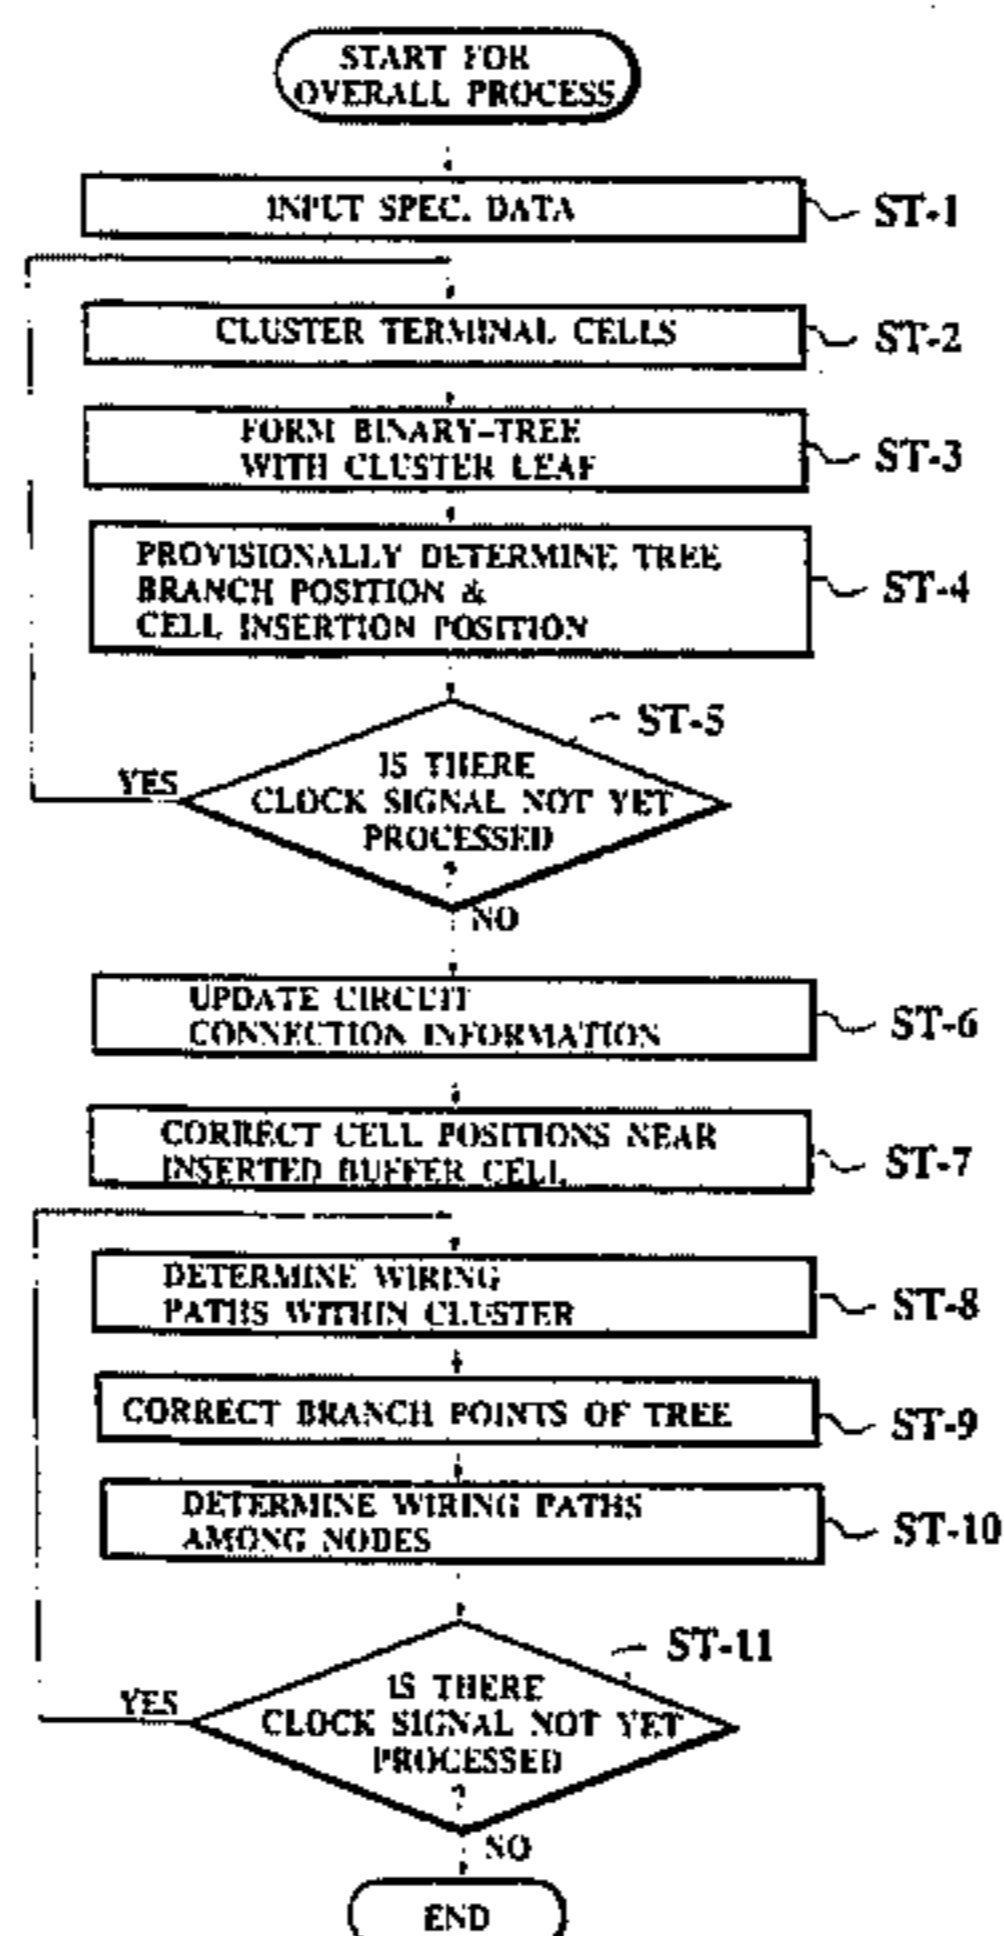 START FOR
OVERALL PROCESS
INPUT SPEC. DATA
ST-1
CLUSTER TERMINAL CELLS
ST-2
FORM BINARY-TREE
WITH CLUSTER LEAF
ST-3
PROVISIONALLY DETERMINE TREE
BRANCH POSITION &
CELL INSERTION POSITION
ST-4
ST-5
IS THERE
CLOCK SIGNAL NOT YET
PROCESSED
?
YES
NO
UPDATE CIRCUIT
CONNECTION INFORMATION
ST-6
CORRECT CELL POSITIONS NEAR
INSERTED BUFFER CELL
ST-7
DETERMINE WIRING
PATHS WITHIN CLUSTER
ST-8
CORRECT BRANCH POINTS OF TREE
ST-9
DETERMINE WIRING PATHS
AMONG NODES
ST-10
ST-11
IS THERE
CLOCK SIGNAL NOT YET
PROCESSED
?
YES
NO
END